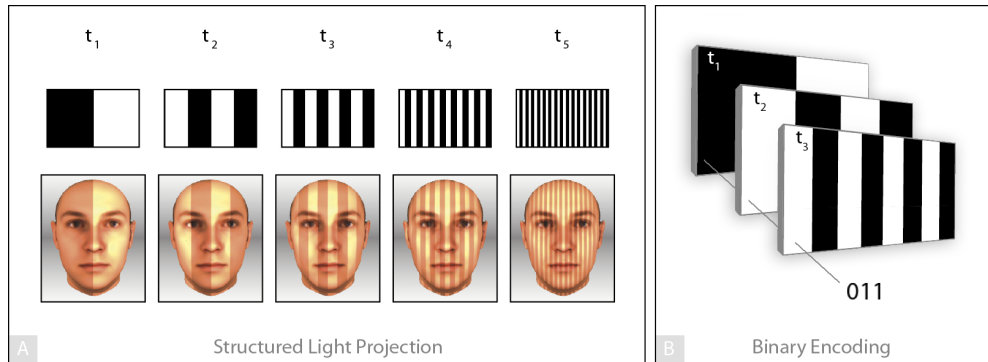 t1 t2 t3 t4 t5
A Structured Light Projection
t1
t2
t3
011
B Binary Encoding